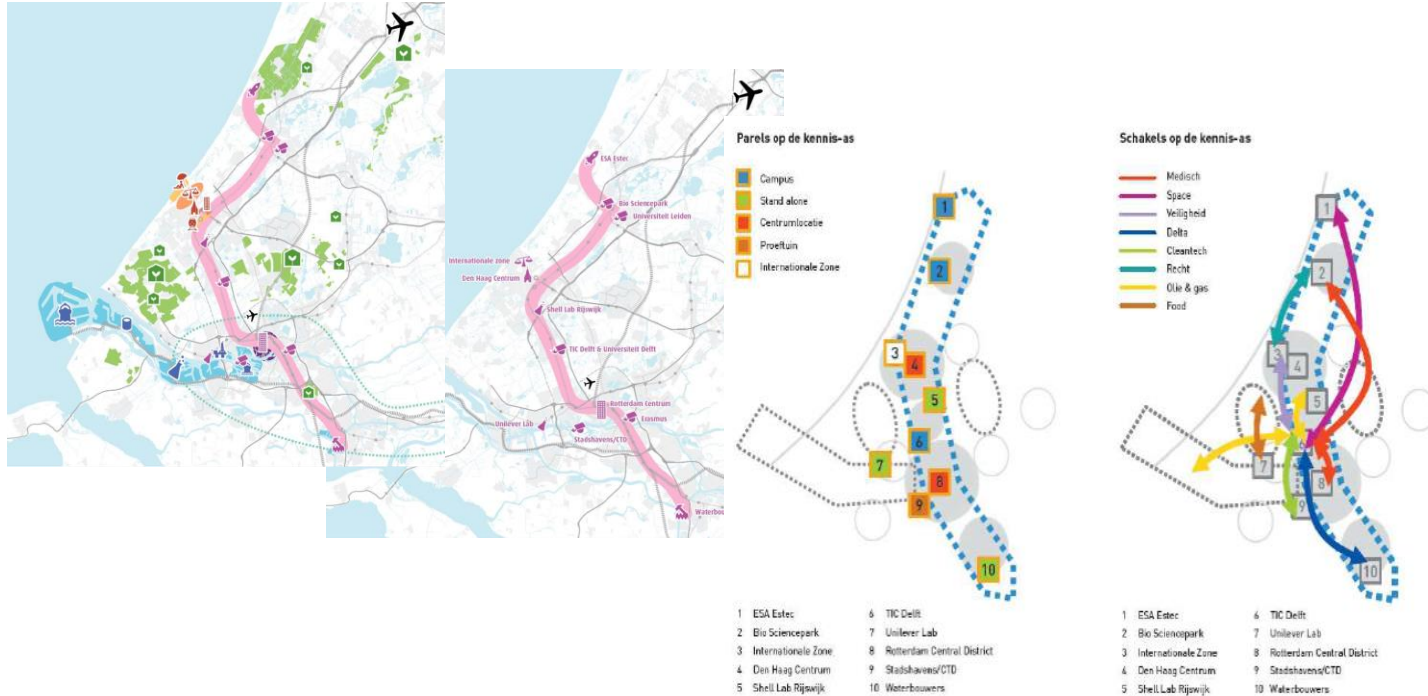 ESA Estec
Bio Sciencepark
Universiteit Leiden
Internationale zone
Den Haag Centrum
Shell Lab Rijswijk
TIC Delft & Universiteit Delft
Rotterdam Centrum
Erasmus
Unilever Lab
Stadshavens/CTD
Waterbouw
Parels op de kennis-as
Campus
Stand alone
Centrumlocatie
Proeftuin
Internationale Zone
1
2
3
4
5
6
7
8
9
10
1 ESA Estec
2 Bio Sciencepark
3 Internationale Zone
4 Den Haag Centrum
5 Shell Lab Rijswijk
6 TIC Delft
7 Unilever Lab
8 Rotterdam Central District
9 Stadshavens/CTD
10 Waterbouwers
Schakels op de kennis-as
Medisch
Space
Veiligheid
Delta
Cleantech
Recht
Olie & gas
Food
1
2
3
4
5
7
8
9
10
1 ESA Estec
2 Bio Sciencepark
3 Internationale Zone
4 Den Haag Centrum
5 Shell Lab Rijswijk
6 TIC Delft
7 Unilever Lab
8 Rotterdam Central District
9 Stadshavens/CTD
10 Waterbouwers